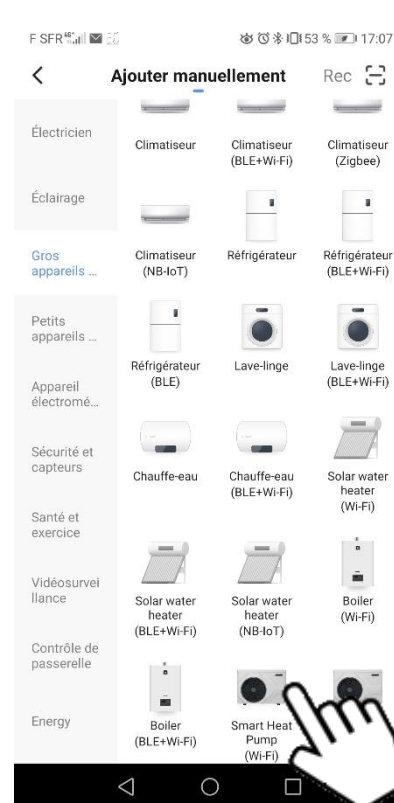 F SFR 4G 53 % 17:07
Ajouter manuellement Rec
Électricien
Éclairage
Gros
appareils ...
Petits
appareils ...
Appareil
électromé...
Sécurité et
capteurs
Santé et
exercice
Vidéosurvei
llance
Contrôle de
passerelle
Energy
Climatiseur
Climatiseur
(BLE+Wi-Fi)
Climatiseur
(Zigbee)
Climatiseur
(NB-IoT)
Réfrigérateur
Réfrigérateur
(BLE+Wi-Fi)
Réfrigérateur
(BLE)
Lave-linge
Lave-linge
(BLE+Wi-Fi)
Chauffe-eau
Chauffe-eau
(BLE+Wi-Fi)
Solar water
heater
(Wi-Fi)
Solar water
heater
(BLE+Wi-Fi)
Solar water
heater
(NB-IoT)
Boiler
(Wi-Fi)
Boiler
(BLE+Wi-Fi)
Smart Heat
Pump
(Wi-Fi)